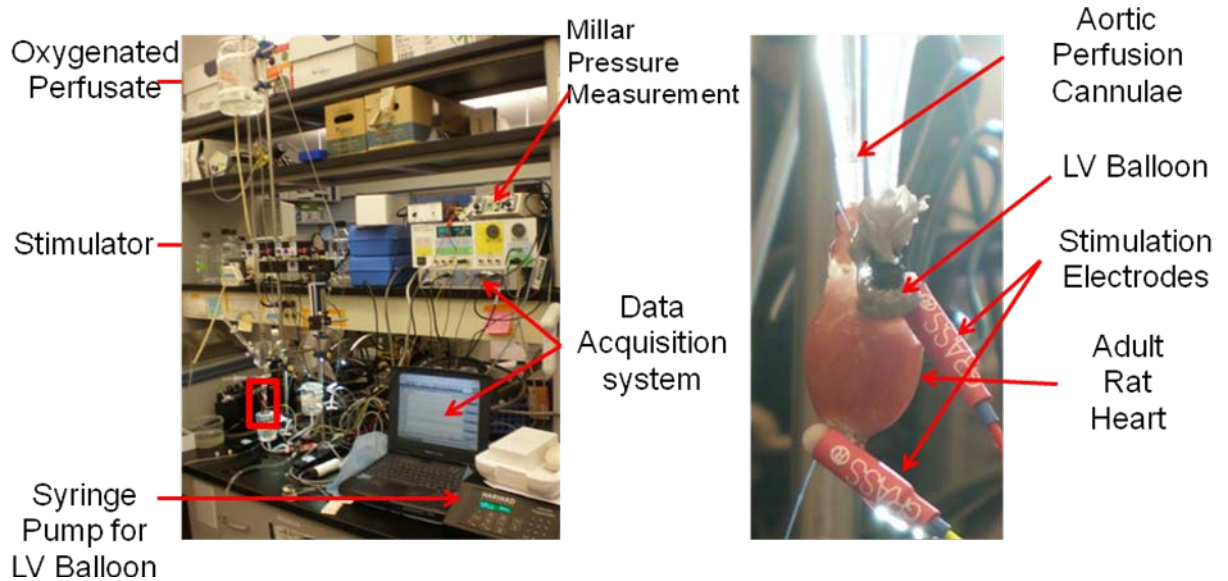 Oxygenated
Perfusate
Stimulator
Syringe
Pump for
LV Balloon
Millar
Pressure
Measurement
Data
Acquisition
system
HARVARD
Aortic
Perfusion
Cannulae
LV Balloon
Stimulation
Electrodes
Adult
Rat
Heart
GRASS®
GRASS®